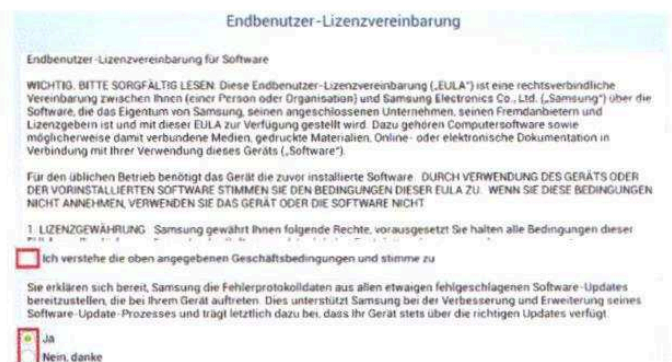 Endbenutzer-Lizenzvereinbarung
Endbenutzer-Lizenzvereinbarung für Software
WICHTIG. BITTE SORGFÄLTIG LESEN: Diese Endbenutzer-Lizenzvereinbarung („EULA“) ist eine rechtsverbindliche
Vereinbarung zwischen Ihnen (einer Person oder Organisation) und Samsung Electronics Co., Ltd. („Samsung“) über die
Software, die das Eigentum von Samsung, seinen angeschlossenen Unternehmen, seinen Fremdanbietern und
Lizenzgebern ist und mit dieser EULA zur Verfügung gestellt wird. Dazu gehören Computersoftware sowie
möglicherweise damit verbundene Medien, gedruckte Materialien, Online- oder elektronische Dokumentation in
Verbindung mit Ihrer Verwendung dieses Geräts („Software“).
Für den üblichen Betrieb benötigt das Gerät die zuvor installierte Software. DURCH VERWENDUNG DES GERÄTS ODER
DER VORINSTALLIERTEN SOFTWARE STIMMEN SIE DEN BEDINGUNGEN DIESER EULA ZU. WENN SIE DIESE BEDINGUNGEN
NICHT ANNEHMEN, VERWENDEN SIE DAS GERÄT ODER DIE SOFTWARE NICHT.
1. LIZENZGEWÄHRUNG. Samsung gewährt Ihnen folgende Rechte, vorausgesetzt Sie halten alle Bedingungen dieser
Ich verstehe die oben angegebenen Geschäftsbedingungen und stimme zu
Sie erklären sich bereit, Samsung die Fehlerprotokolldaten aus allen etwaigen fehlgeschlagenen Software-Updates
bereitzustellen, die bei Ihrem Gerät auftreten. Dies unterstützt Samsung bei der Verbesserung und Erweiterung seines
Software-Update-Prozesses und trägt letztlich dazu bei, dass Ihr Gerät stets über die richtigen Updates verfügt.
Ja
Nein, danke